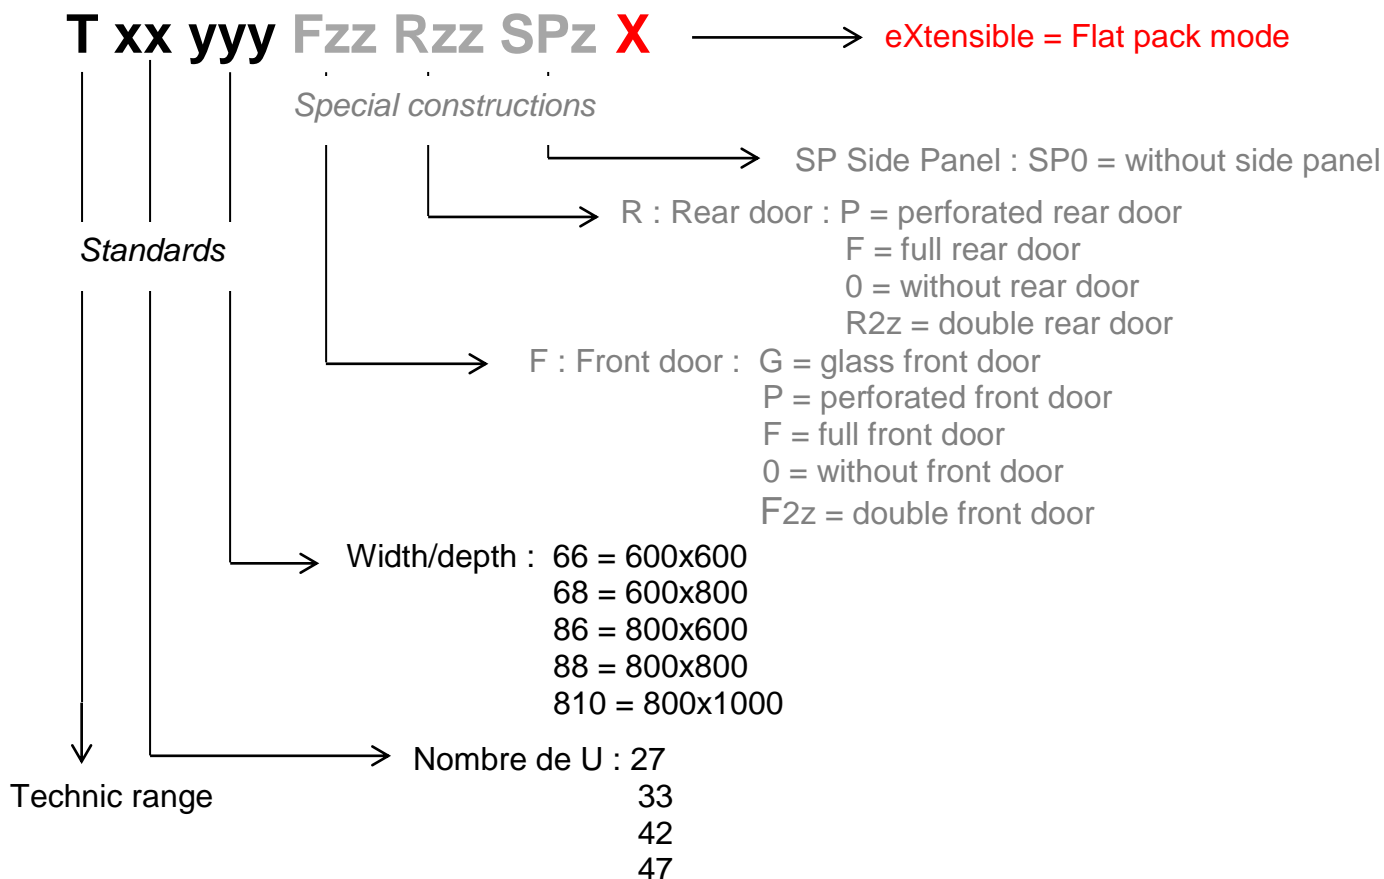 T xx yyy Fzz Rzz SPz X
eXtensible = Flat pack mode
Special constructions
SP Side Panel : SP0 = without side panel
R : Rear door : P = perforated rear door
F = full rear door
0 = without rear door
R2z = double rear door
Standards
F : Front door : G = glass front door
P = perforated front door
F = full front door
0 = without front door
F2z = double front door
Width/depth : 66 = 600x600
68 = 600x800
86 = 800x600
88 = 800x800
810 = 800x1000
Nombre de U : 27
33
42
47
Technic range